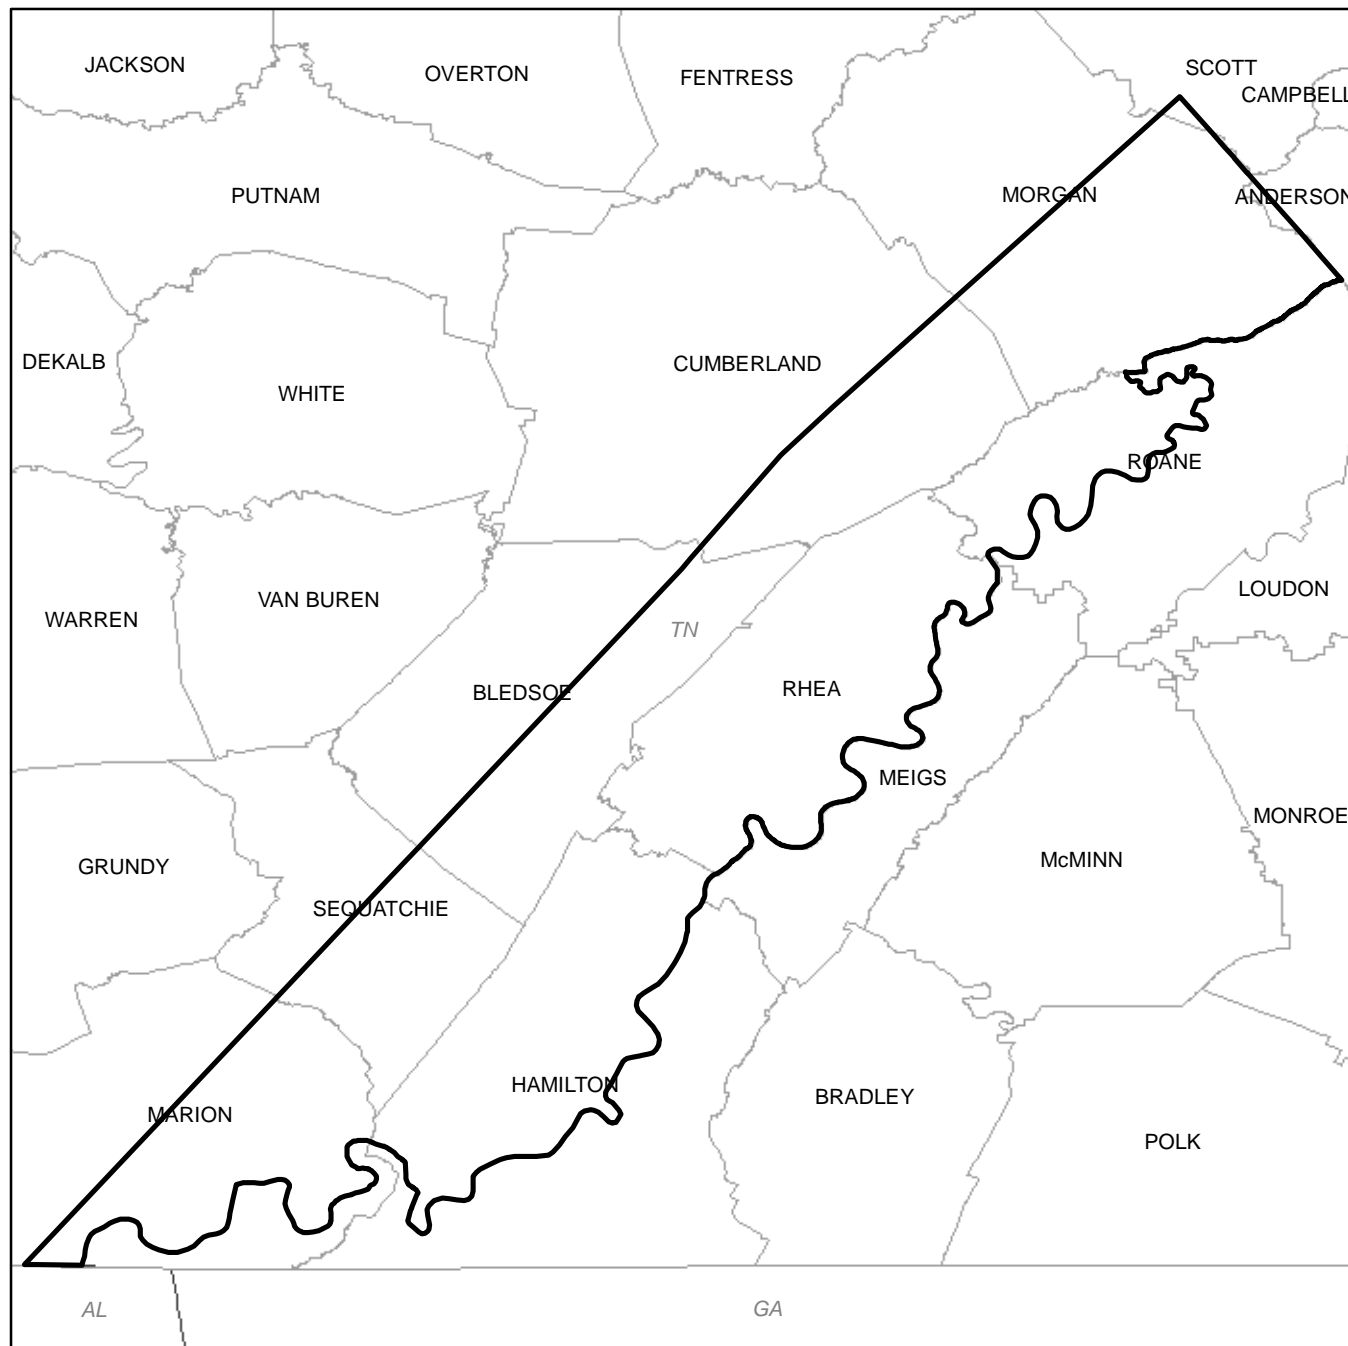 JACKSON
OVERTON
FENTRESS
SCOTT
CAMPBELL
PUTNAM
MORGAN
ANDERSON
DEKALB
WHITE
CUMBERLAND
ROANE
WARREN
VAN BUREN
TN
LOUDON
BLEDSOE
RHEA
MEIGS
MONROE
GRUNDY
SEQUATCHIE
McMINN
MARION
HAMILTON
BRADLEY
POLK
AL
GA